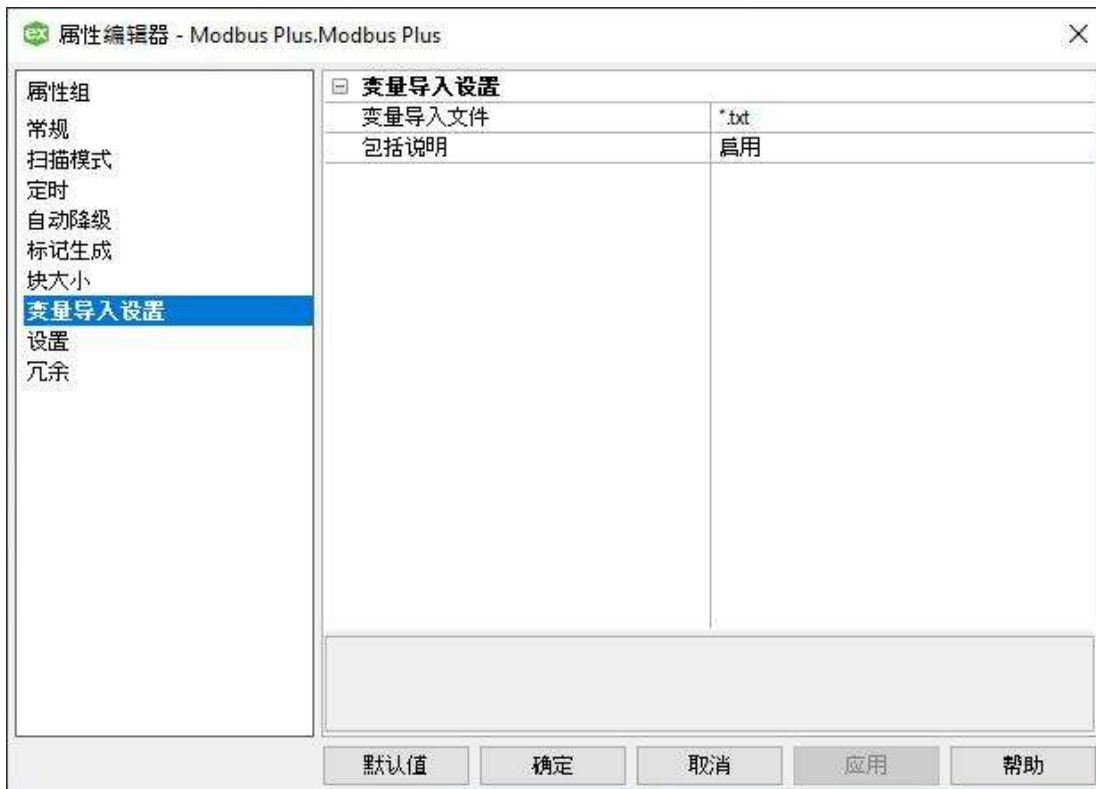 属性编辑器 - Modbus Plus.Modbus Plus
属性组
常规
扫描模式
定时
自动降级
标记生成
块大小
变量导入设置
设置
冗余
变量导入设置
变量导入文件 *.txt
包括说明 启用
默认值 确定 取消 应用 帮助